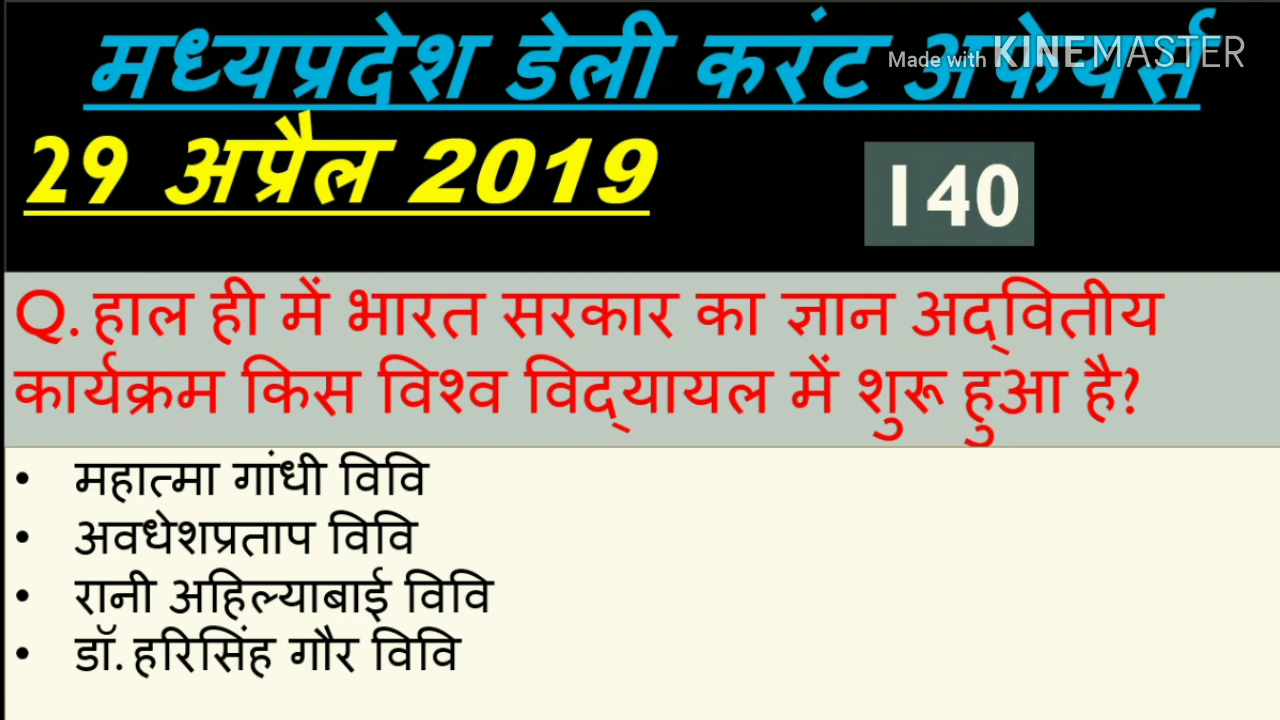 मध्यप्रदेश डेली करंट अफेयर्स
Made with KINEMASTER
29 अप्रैल 2019
140
Q. हाल ही में भारत सरकार का ज्ञान अद्वितीय
कार्यक्रम किस विश्व विद्यायल में शुरू हुआ है?
• महात्मा गांधी विवि
• अवधेशप्रताप विवि
• रानी अहिल्याबाई विवि
• डॉ. हरिसिंह गौर विवि